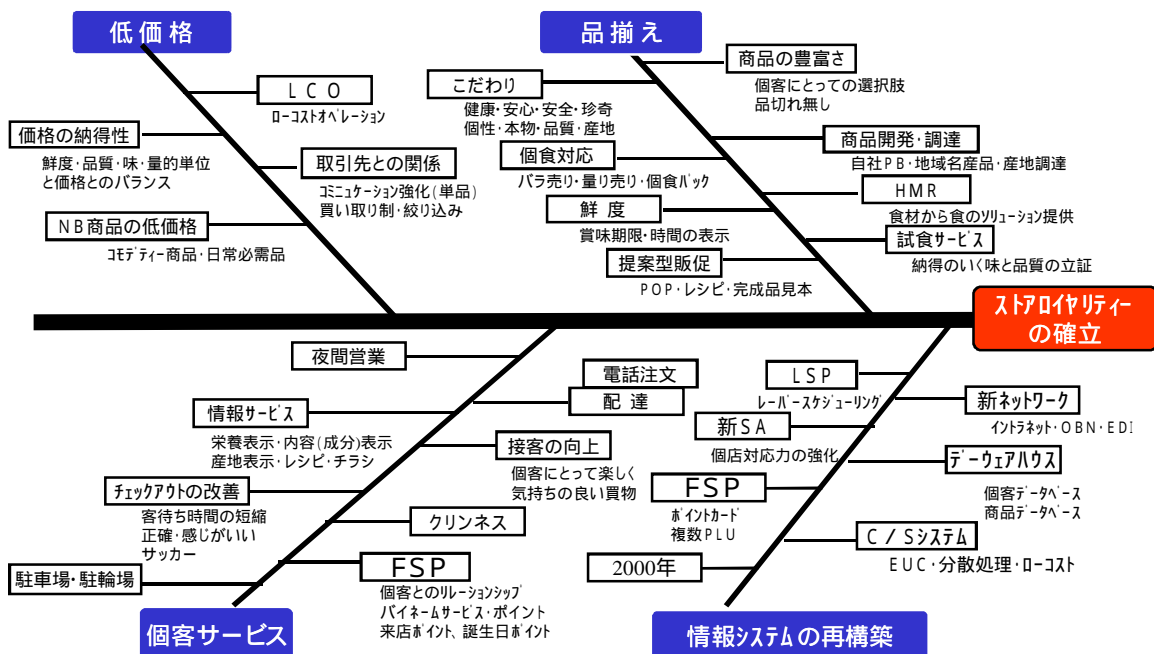 低価格
LCO
ローコストオペレーション
価格の納得性
鮮度・品質・味・量的単位
と価格とのバランス
取引先との関係
コミニュケーション強化(単品)
買い取り制・絞り込み
NB商品の低価格
コモディティー商品・日常必需品
品揃え
商品の豊富さ
個客にとっての選択肢
品切れ無し
こだわり
健康・安心・安全・珍奇
個性・本物・品質・産地
商品開発・調達
自社PB・地域名産品・産地調達
個食対応
バラ売り・量り売り・個食パック
HMR
食材から食のソリューション提供
鮮度
賞味期限・時間の表示
試食サービス
納得のいく味と品質の立証
提案型販促
POP・レシピ・完成品見本
ストアロイヤリティー
の確立
夜間営業
電話注文
配達
情報サービス
栄養表示・内容(成分)表示
産地表示・レシピ・チラシ
接客の向上
個客にとって楽しく
気持ちの良い買物
チェックアウトの改善
客待ち時間の短縮
正確・感じがいい
サッカー
クリンネス
駐車場・駐輪場
FSP
個客とのリレーションシップ
バイネームサービス・ポイント
来店ポイント、誕生日ポイント
個客サービス
LSP
レーバースケジューリング
新ネットワーク
イントラネット・OBN・EDI
新SA
個店対応力の強化
データウェアハウス
個客データベース
商品データベース
FSP
ポイントカード
複数PLU
C/Sシステム
EUC・分散処理・ローコスト
2000年
情報システムの再構築